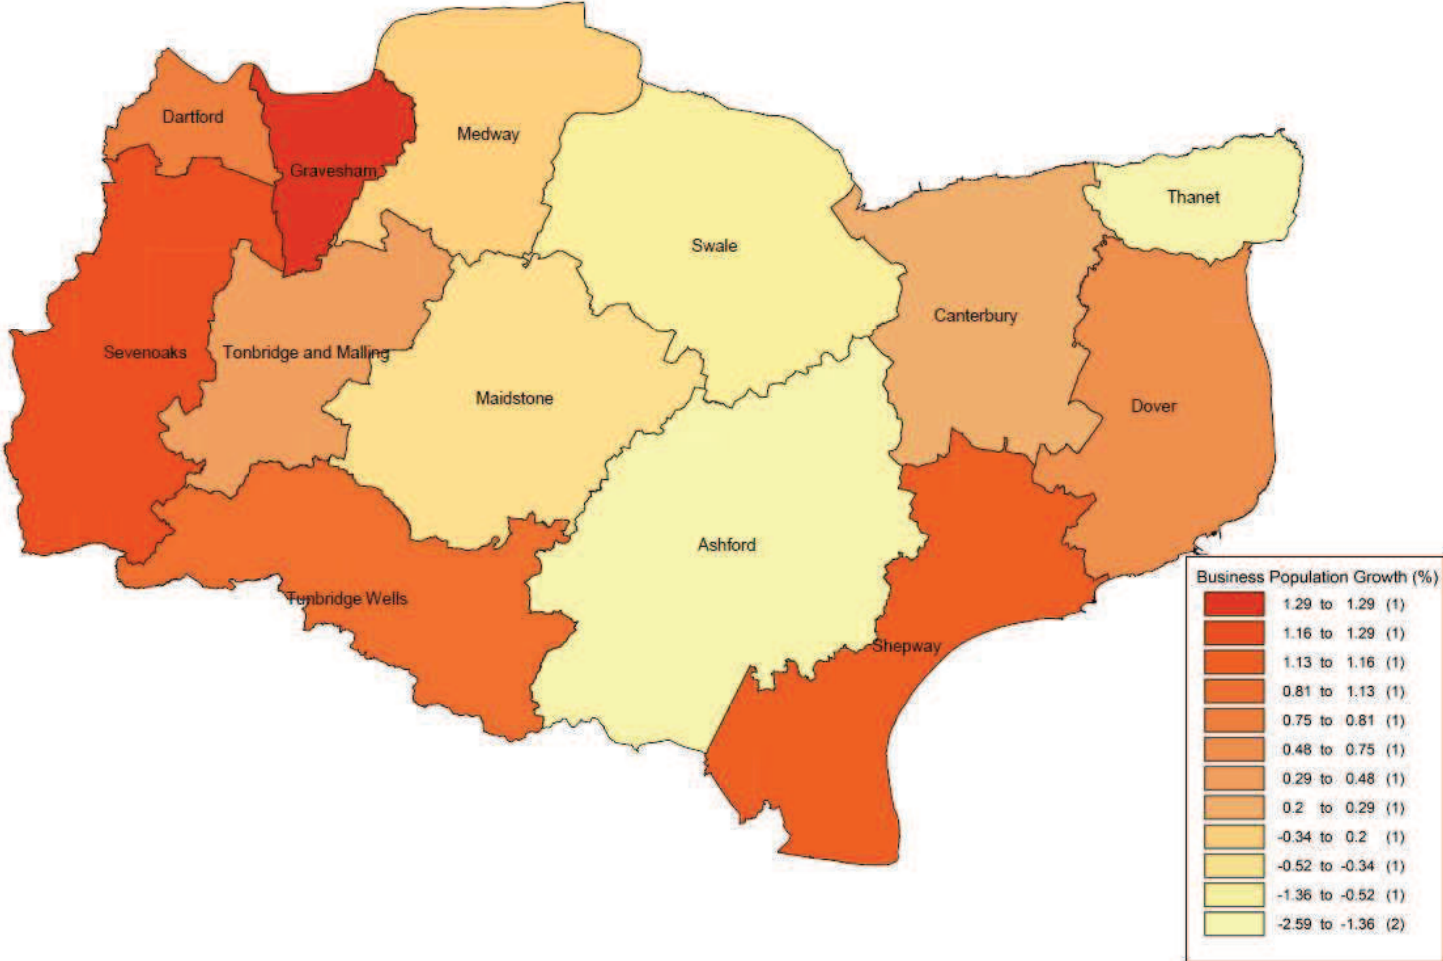 Dartford
Medway
Gravesham
Thanet
Swale
Canterbury
Sevenoaks
Tonbridge and Malling
Maidstone
Dover
Ashford
Tunbridge Wells
Shepway
Business Population Growth (%)
1.29 to 1.29 (1)
1.16 to 1.29 (1)
1.13 to 1.16 (1)
0.81 to 1.13 (1)
0.75 to 0.81 (1)
0.48 to 0.75 (1)
0.29 to 0.48 (1)
0.2 to 0.29 (1)
-0.34 to 0.2 (1)
-0.52 to -0.34 (1)
-1.36 to -0.52 (1)
-2.59 to -1.36 (2)